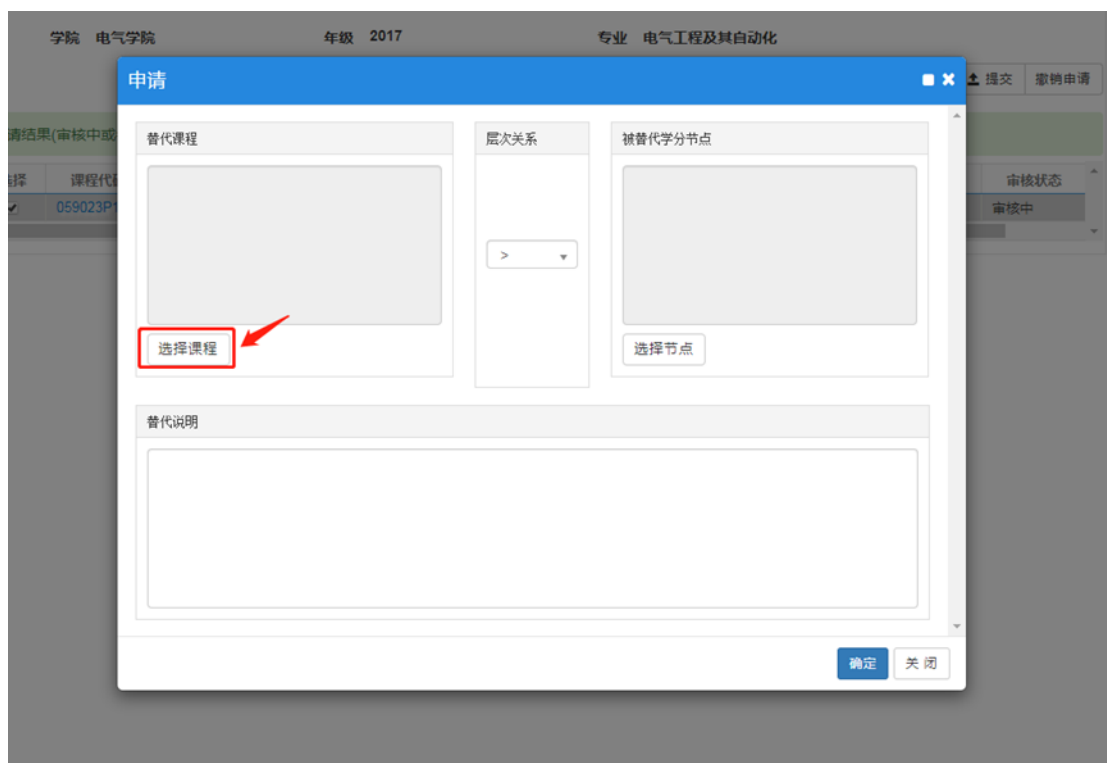 学院 电气学院 年级 2017 专业 电气工程及其自动化
申请
提交 撤销申请
请结果(审核中或
替代课程 层次关系 被替代学分节点
择 课程代 审核状态
059023P1 审核中
>
选择课程 选择节点
替代说明
确定 关闭